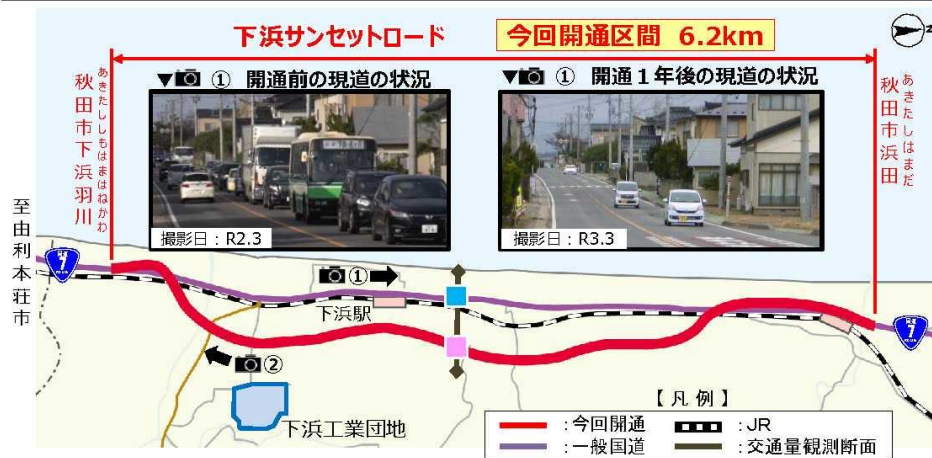 下浜サンセットロード
今回開通区間 6.2km
N
▼📷 ① 開通前の現道の状況
▼📷 ① 開通1年後の現道の状況
あきたししもはまはねかわ
秋田市下浜羽川
あきたしはまだ
秋田市浜田
撮影日：R2.3
撮影日：R3.3
至由利本荘市
7
①
下浜駅
7
②
下浜工業団地
【凡例】
:今回開通
:JR
:一般国道
:交通量観測断面